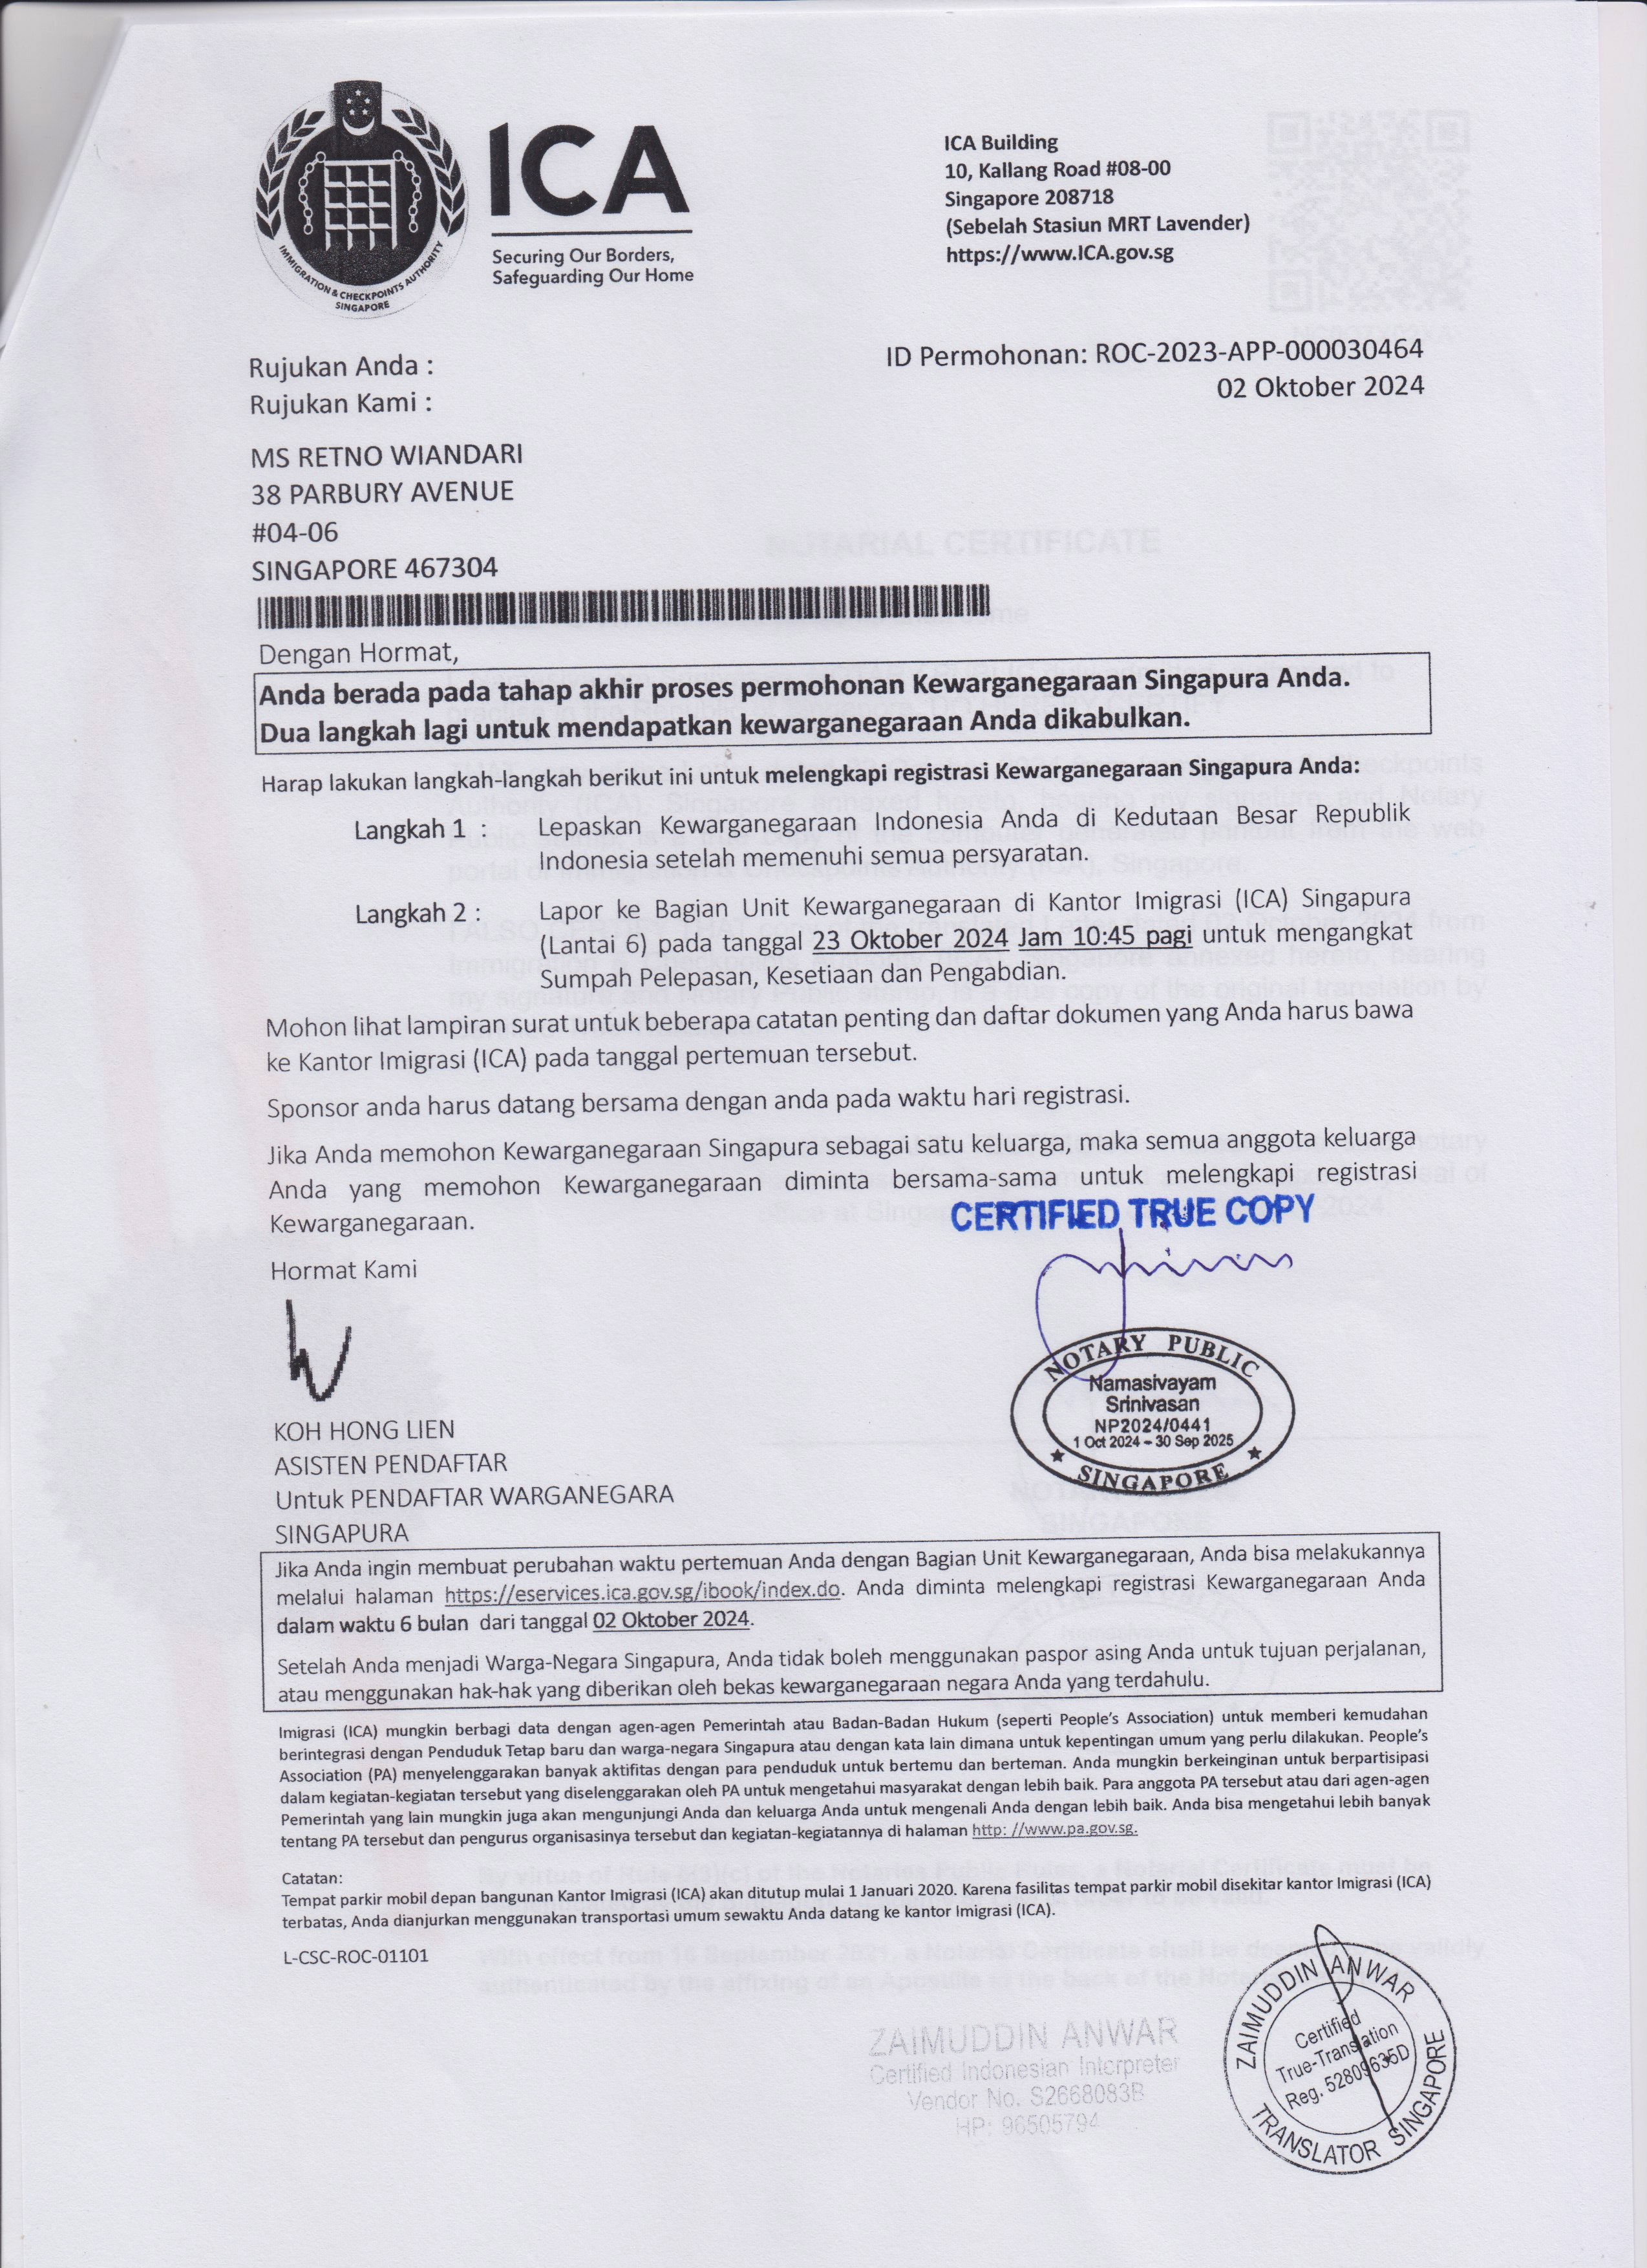 ICA
Securing Our Borders,
Safeguarding Our Home
IMMIGRATION & CHECKPOINTS AUTHORITY
SINGAPORE
ICA Building
10, Kallang Road #08-00
Singapore 208718
(Sebelah Stasiun MRT Lavender)
https://www.ICA.gov.sg
ID Permohonan: ROC-2023-APP-000030464
02 Oktober 2024
Rujukan Anda :
Rujukan Kami :
MS RETNO WIANDARI
38 PARBURY AVENUE
#04-06
SINGAPORE 467304
Dengan Hormat,
Anda berada pada tahap akhir proses permohonan Kewarganegaraan Singapura Anda.
Dua langkah lagi untuk mendapatkan kewarganegaraan Anda dikabulkan.
Harap lakukan langkah-langkah berikut ini untuk melengkapi registrasi Kewarganegaraan Singapura Anda:
Langkah 1 : Lepaskan Kewarganegaraan Indonesia Anda di Kedutaan Besar Republik
Indonesia setelah memenuhi semua persyaratan.
Langkah 2 : Lapor ke Bagian Unit Kewarganegaraan di Kantor Imigrasi (ICA) Singapura
(Lantai 6) pada tanggal 23 Oktober 2024 Jam 10:45 pagi untuk mengangkat
Sumpah Pelepasan, Kesetiaan dan Pengabdian.
Mohon lihat lampiran surat untuk beberapa catatan penting dan daftar dokumen yang Anda harus bawa
ke Kantor Imigrasi (ICA) pada tanggal pertemuan tersebut.
Sponsor anda harus datang bersama dengan anda pada waktu hari registrasi.
Jika Anda memohon Kewarganegaraan Singapura sebagai satu keluarga, maka semua anggota keluarga
Anda yang memohon Kewarganegaraan diminta bersama-sama untuk melengkapi registrasi
Kewarganegaraan.
CERTIFIED TRUE COPY
Hormat Kami
NOTARY PUBLIC
Namasivayam
Srinivasan
NP2024/0441
1 Oct 2024 – 30 Sep 2025
SINGAPORE
KOH HONG LIEN
ASISTEN PENDAFTAR
Untuk PENDAFTAR WARGANEGARA
SINGAPURA
Jika Anda ingin membuat perubahan waktu pertemuan Anda dengan Bagian Unit Kewarganegaraan, Anda bisa melakukannya
melalui halaman https://eservices.ica.gov.sg/ibook/index.do. Anda diminta melengkapi registrasi Kewarganegaraan Anda
dalam waktu 6 bulan dari tanggal 02 Oktober 2024.
Setelah Anda menjadi Warga-Negara Singapura, Anda tidak boleh menggunakan paspor asing Anda untuk tujuan perjalanan,
atau menggunakan hak-hak yang diberikan oleh bekas kewarganegaraan negara Anda yang terdahulu.
Imigrasi (ICA) mungkin berbagi data dengan agen-agen Pemerintah atau Badan-Badan Hukum (seperti People's Association) untuk memberi kemudahan
berintegrasi dengan Penduduk Tetap baru dan warga-negara Singapura atau dengan kata lain dimana untuk kepentingan umum yang perlu dilakukan. People's
Association (PA) menyelenggarakan banyak aktifitas dengan para penduduk untuk bertemu dan berteman. Anda mungkin berkeinginan untuk berpartisipasi
dalam kegiatan-kegiatan tersebut yang diselenggarakan oleh PA untuk mengetahui masyarakat dengan lebih baik. Para anggota PA tersebut atau dari agen-agen
Pemerintah yang lain mungkin juga akan mengunjungi Anda dan keluarga Anda untuk mengenali Anda dengan lebih baik. Anda bisa mengetahui lebih banyak
tentang PA tersebut dan pengurus organisasinya tersebut dan kegiatan-kegiatannya di halaman http: //www.pa.gov.sg.
Catatan:
Tempat parkir mobil depan bangunan Kantor Imigrasi (ICA) akan ditutup mulai 1 Januari 2020. Karena fasilitas tempat parkir mobil disekitar kantor Imigrasi (ICA)
terbatas, Anda dianjurkan menggunakan transportasi umum sewaktu Anda datang ke kantor Imigrasi (ICA).
L-CSC-ROC-01101
ZAIMUDDIN ANWAR
Certified Indonesian Interpreter
Vendor No. S2668083B
HP: 96505794
ZAIMUDDIN ANWAR
Certified
True-Translation
Reg. 52809635D
TRANSLATOR SINGAPORE